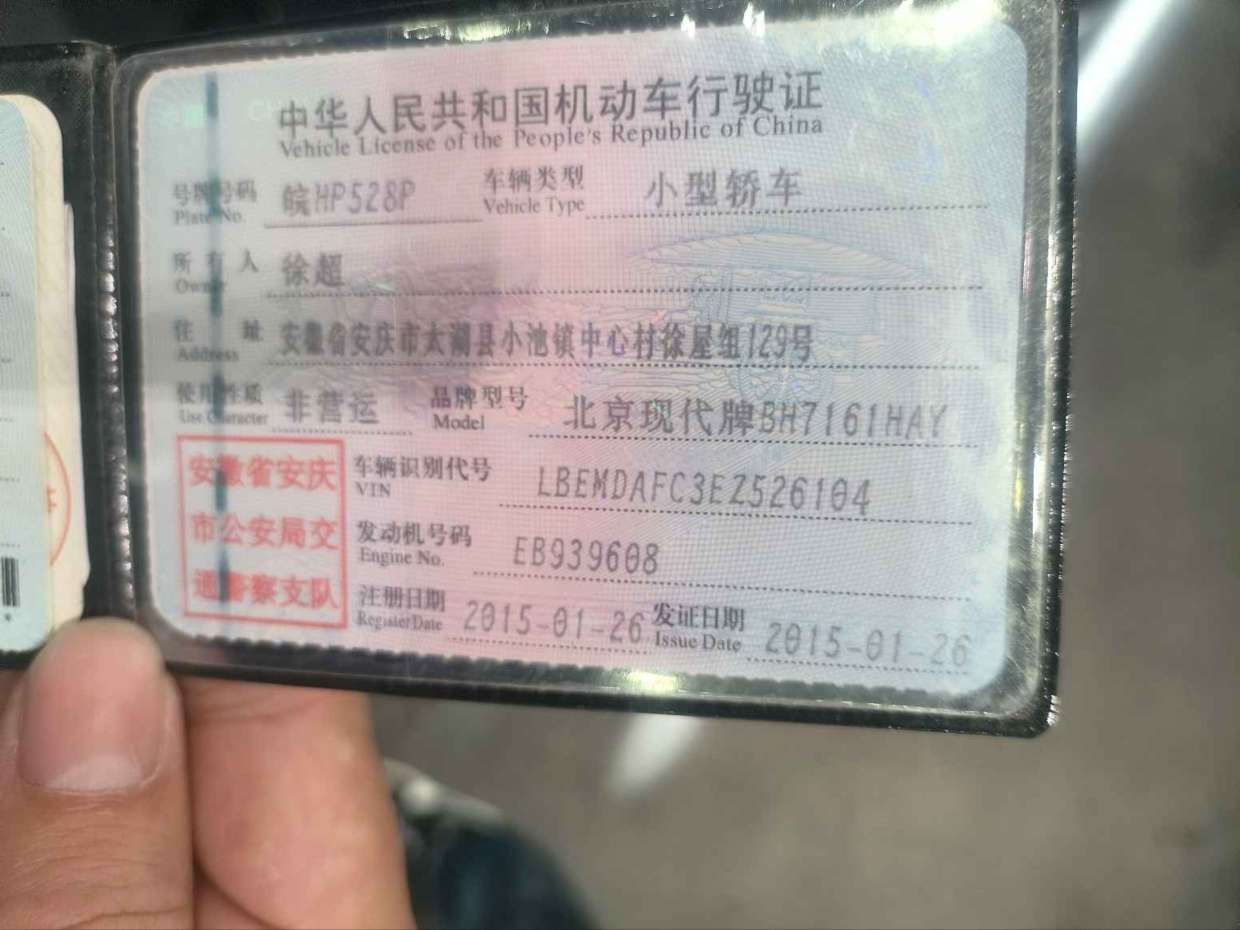 中华人民共和国机动车行驶证
Vehicle License of the People's Republic of China
号牌号码 皖HP528P 车辆类型 小型轿车
Plate No. Vehicle Type
所有人 徐超
Owner
住址 安徽省安庆市太湖县小池镇中心村徐屋组129号
Address
使用性质 非营运 品牌型号 北京现代牌BH7161HAY
Use Character Model
车辆识别代号 LBEMDAFC3EZ526104
VIN
发动机号码 EB939608
Engine No.
注册日期 2015-01-26 发证日期 2015-01-26
Register Date Issue Date
安徽省安庆
市公安局交
通警察支队